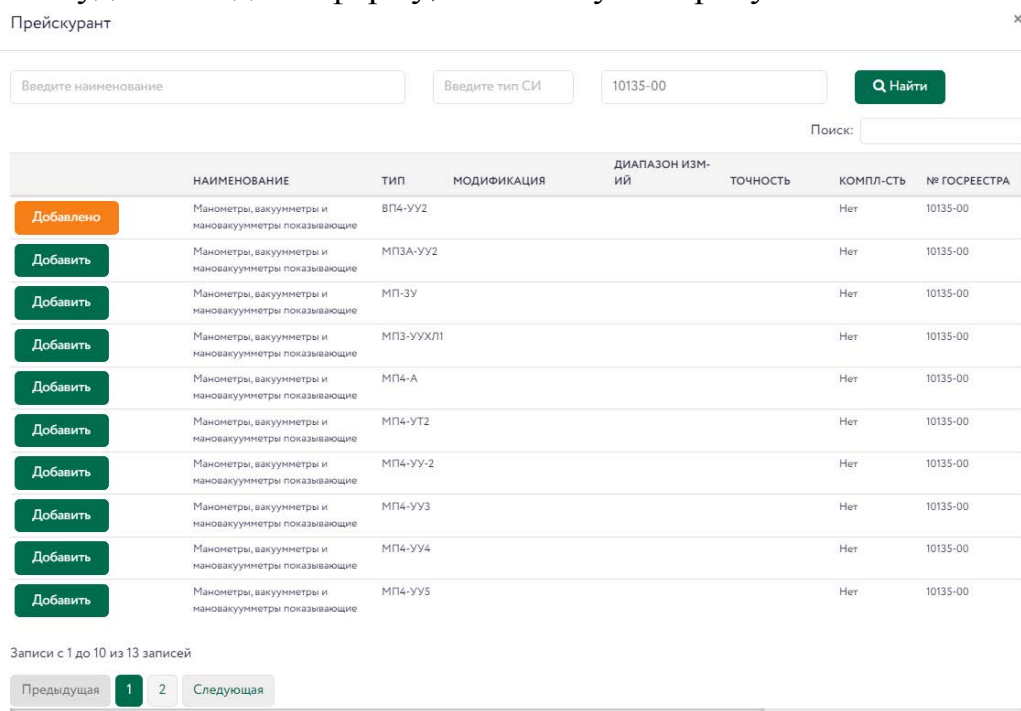 Прейскурант ×
Введите наименование Введите тип СИ 10135-00 Найти
Поиск:
НАИМЕНОВАНИЕ ТИП МОДИФИКАЦИЯ ДИАПАЗОН ИЗМ-ИЙ ТОЧНОСТЬ КОМПЛ-СТЬ № ГОСРЕЕСТРА
Добавлено Манометры, вакуумметры и ВП4-УУ2 Нет 10135-00
мановакуумметры показывающие
Добавить Манометры, вакуумметры и МП3А-УУ2 Нет 10135-00
мановакуумметры показывающие
Добавить Манометры, вакуумметры и МП-3У Нет 10135-00
мановакуумметры показывающие
Добавить Манометры, вакуумметры и МП3-УУХЛ1 Нет 10135-00
мановакуумметры показывающие
Добавить Манометры, вакуумметры и МП4-А Нет 10135-00
мановакуумметры показывающие
Добавить Манометры, вакуумметры и МП4-УТ2 Нет 10135-00
мановакуумметры показывающие
Добавить Манометры, вакуумметры и МП4-УУ-2 Нет 10135-00
мановакуумметры показывающие
Добавить Манометры, вакуумметры и МП4-УУ3 Нет 10135-00
мановакуумметры показывающие
Добавить Манометры, вакуумметры и МП4-УУ4 Нет 10135-00
мановакуумметры показывающие
Добавить Манометры, вакуумметры и МП4-УУ5 Нет 10135-00
мановакуумметры показывающие
Записи с 1 до 10 из 13 записей
Предыдущая 1 2 Следующая